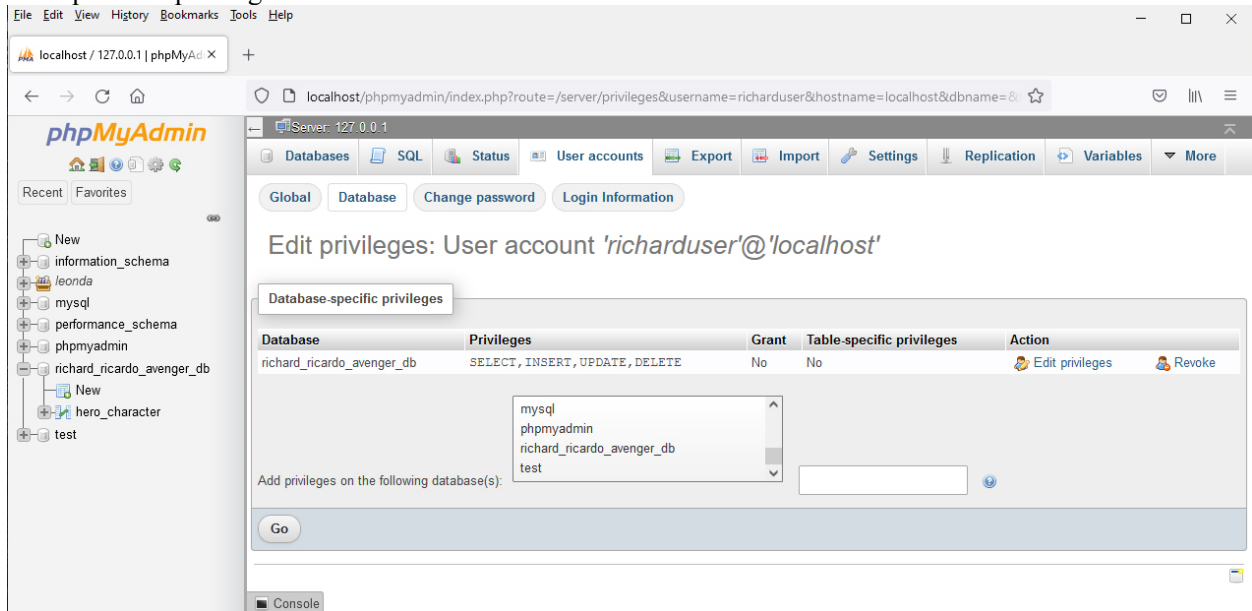 File Edit View History Bookmarks Tools Help
localhost / 127.0.0.1 | phpMyAd
localhost/phpmyadmin/index.php?route=/server/privileges&username=richarduser&hostname=localhost&dbname=&
phpMyAdmin
Recent Favorites
New
information_schema
leonda
mysql
performance_schema
phpmyadmin
richard_ricardo_avenger_db
New
hero_character
test
Server: 127.0.0.1
Databases SQL Status User accounts Export Import Settings Replication Variables More
Global Database Change password Login Information
Edit privileges: User account 'richarduser'@'localhost'
Database-specific privileges
Database Privileges Grant Table-specific privileges Action
richard_ricardo_avenger_db SELECT, INSERT, UPDATE, DELETE No No Edit privileges Revoke
mysql
phpmyadmin
richard_ricardo_avenger_db
test
Add privileges on the following database(s):
Go
Console